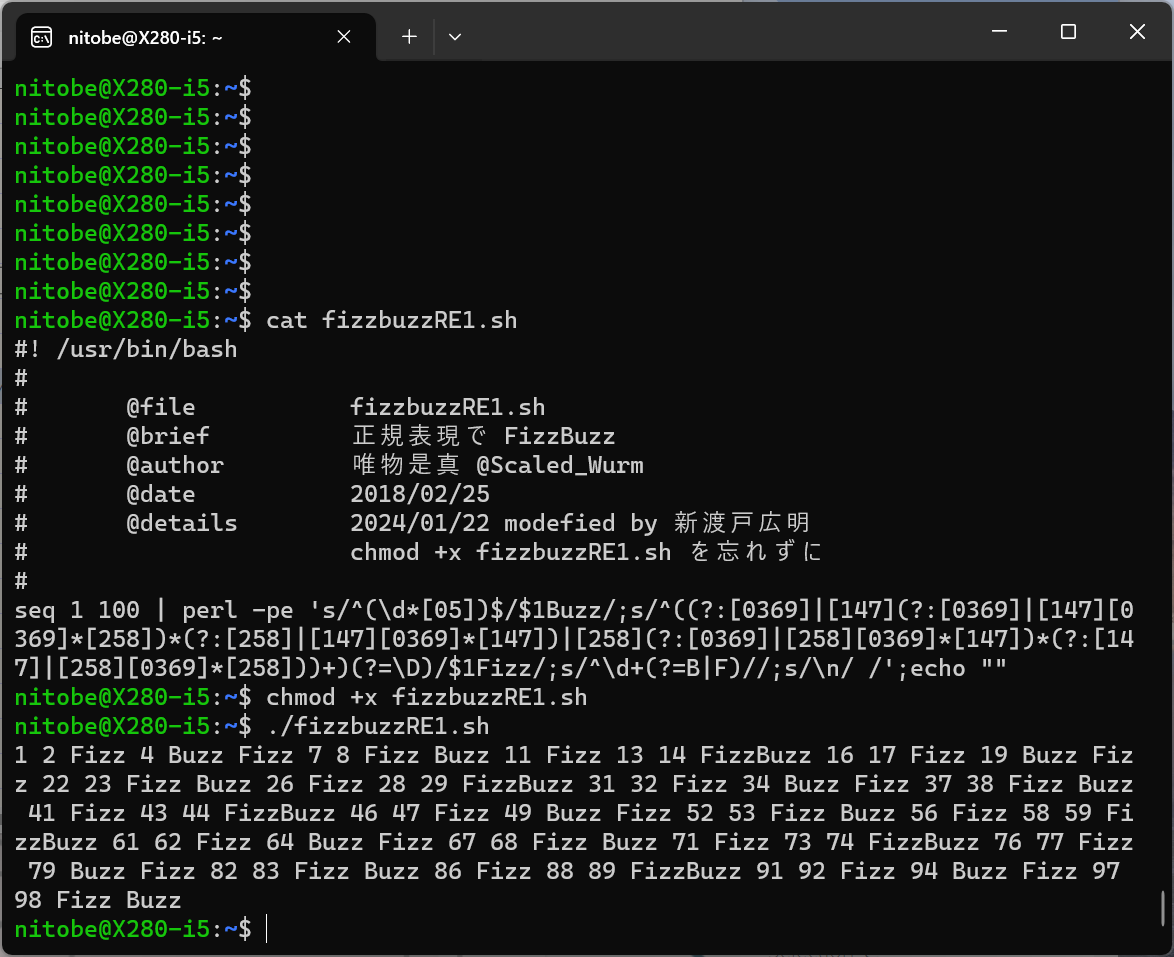 nitobe@X280-i5: ~
nitobe@X280-i5:~$
nitobe@X280-i5:~$
nitobe@X280-i5:~$
nitobe@X280-i5:~$
nitobe@X280-i5:~$
nitobe@X280-i5:~$
nitobe@X280-i5:~$
nitobe@X280-i5:~$
nitobe@X280-i5:~$ cat fizzbuzzRE1.sh
#! /usr/bin/bash
#
#       @file           fizzbuzzRE1.sh
#       @brief          正規表現で FizzBuzz
#       @author         唯物是真 @Scaled_Wurm
#       @date           2018/02/25
#       @details        2024/01/22 modefied by 新渡戸広明
#                       chmod +x fizzbuzzRE1.sh を忘れずに
#
seq 1 100 | perl -pe 's/^(\d*[05])$/$1Buzz/;s/^((?:[0369]|[147](?:[0369]|[147][0
369]*[258])*(?:[258]|[147][0369]*[147])|[258](?:[0369]|[258][0369]*[147])*(?:[14
7]|[258][0369]*[258]))+)(?=\D)/$1Fizz/;s/^\d+(?=B|F)//;s/\n/ /';echo ""
nitobe@X280-i5:~$ chmod +x fizzbuzzRE1.sh
nitobe@X280-i5:~$ ./fizzbuzzRE1.sh
1 2 Fizz 4 Buzz Fizz 7 8 Fizz Buzz 11 Fizz 13 14 FizzBuzz 16 17 Fizz 19 Buzz Fiz
z 22 23 Fizz Buzz 26 Fizz 28 29 FizzBuzz 31 32 Fizz 34 Buzz Fizz 37 38 Fizz Buzz
 41 Fizz 43 44 FizzBuzz 46 47 Fizz 49 Buzz Fizz 52 53 Fizz Buzz 56 Fizz 58 59 Fi
zzBuzz 61 62 Fizz 64 Buzz Fizz 67 68 Fizz Buzz 71 Fizz 73 74 FizzBuzz 76 77 Fizz
 79 Buzz Fizz 82 83 Fizz Buzz 86 Fizz 88 89 FizzBuzz 91 92 Fizz 94 Buzz Fizz 97
98 Fizz Buzz
nitobe@X280-i5:~$